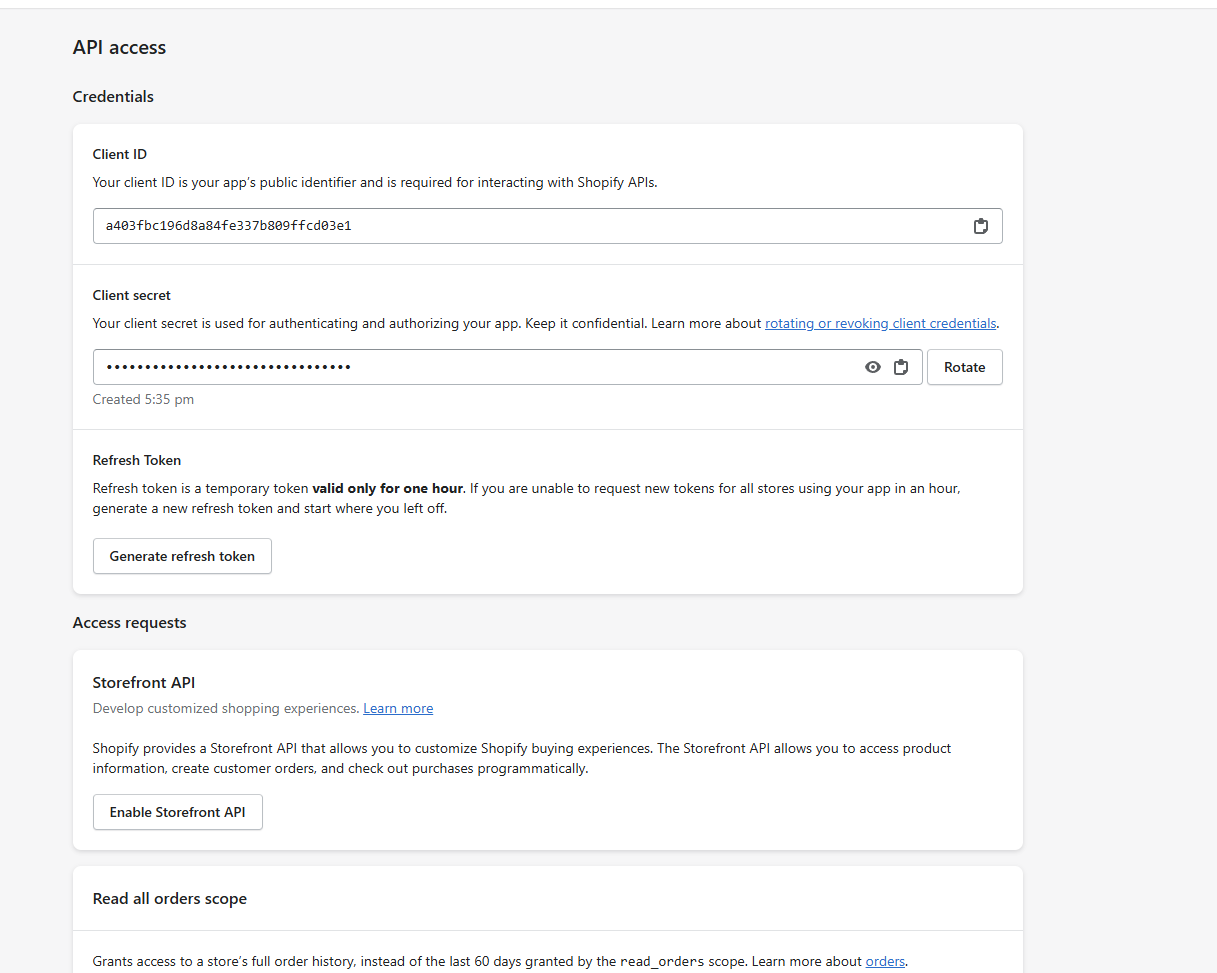 API access
Credentials
Client ID
Your client ID is your app's public identifier and is required for interacting with Shopify APIs.
a403fbc196d8a84fe337b809ffcd03e1
Client secret
Your client secret is used for authenticating and authorizing your app. Keep it confidential. Learn more about rotating or revoking client credentials.
••••••••••••••••••••••••••••••••
Rotate
Created 5:35 pm
Refresh Token
Refresh token is a temporary token valid only for one hour. If you are unable to request new tokens for all stores using your app in an hour,
generate a new refresh token and start where you left off.
Generate refresh token
Access requests
Storefront API
Develop customized shopping experiences. Learn more
Shopify provides a Storefront API that allows you to customize Shopify buying experiences. The Storefront API allows you to access product
information, create customer orders, and check out purchases programmatically.
Enable Storefront API
Read all orders scope
Grants access to a store's full order history, instead of the last 60 days granted by the read_orders scope. Learn more about orders.